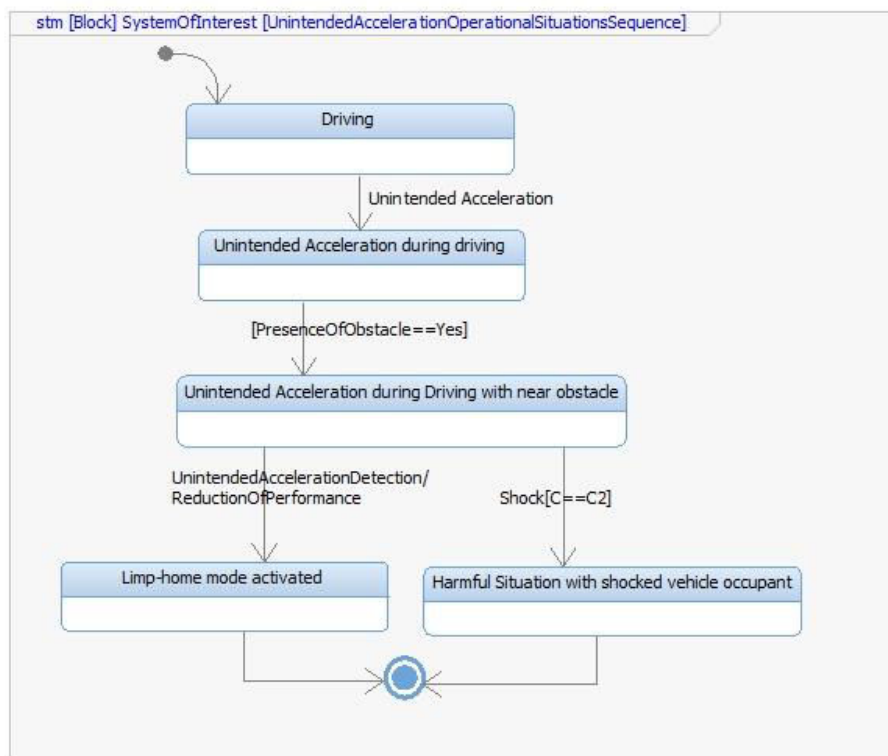 stm [Block] SystemOfInterest [UnintendedAccelerationOperationalSituationsSequence]
Driving
Unintended Acceleration
Unintended Acceleration during driving
[PresenceOfObstacle==Yes]
Unintended Acceleration during Driving with near obstacle
UnintendedAccelerationDetection/
ReductionOfPerformance
Shock[C==C2]
Limp-home mode activated
Harmful Situation with shocked vehicle occupant